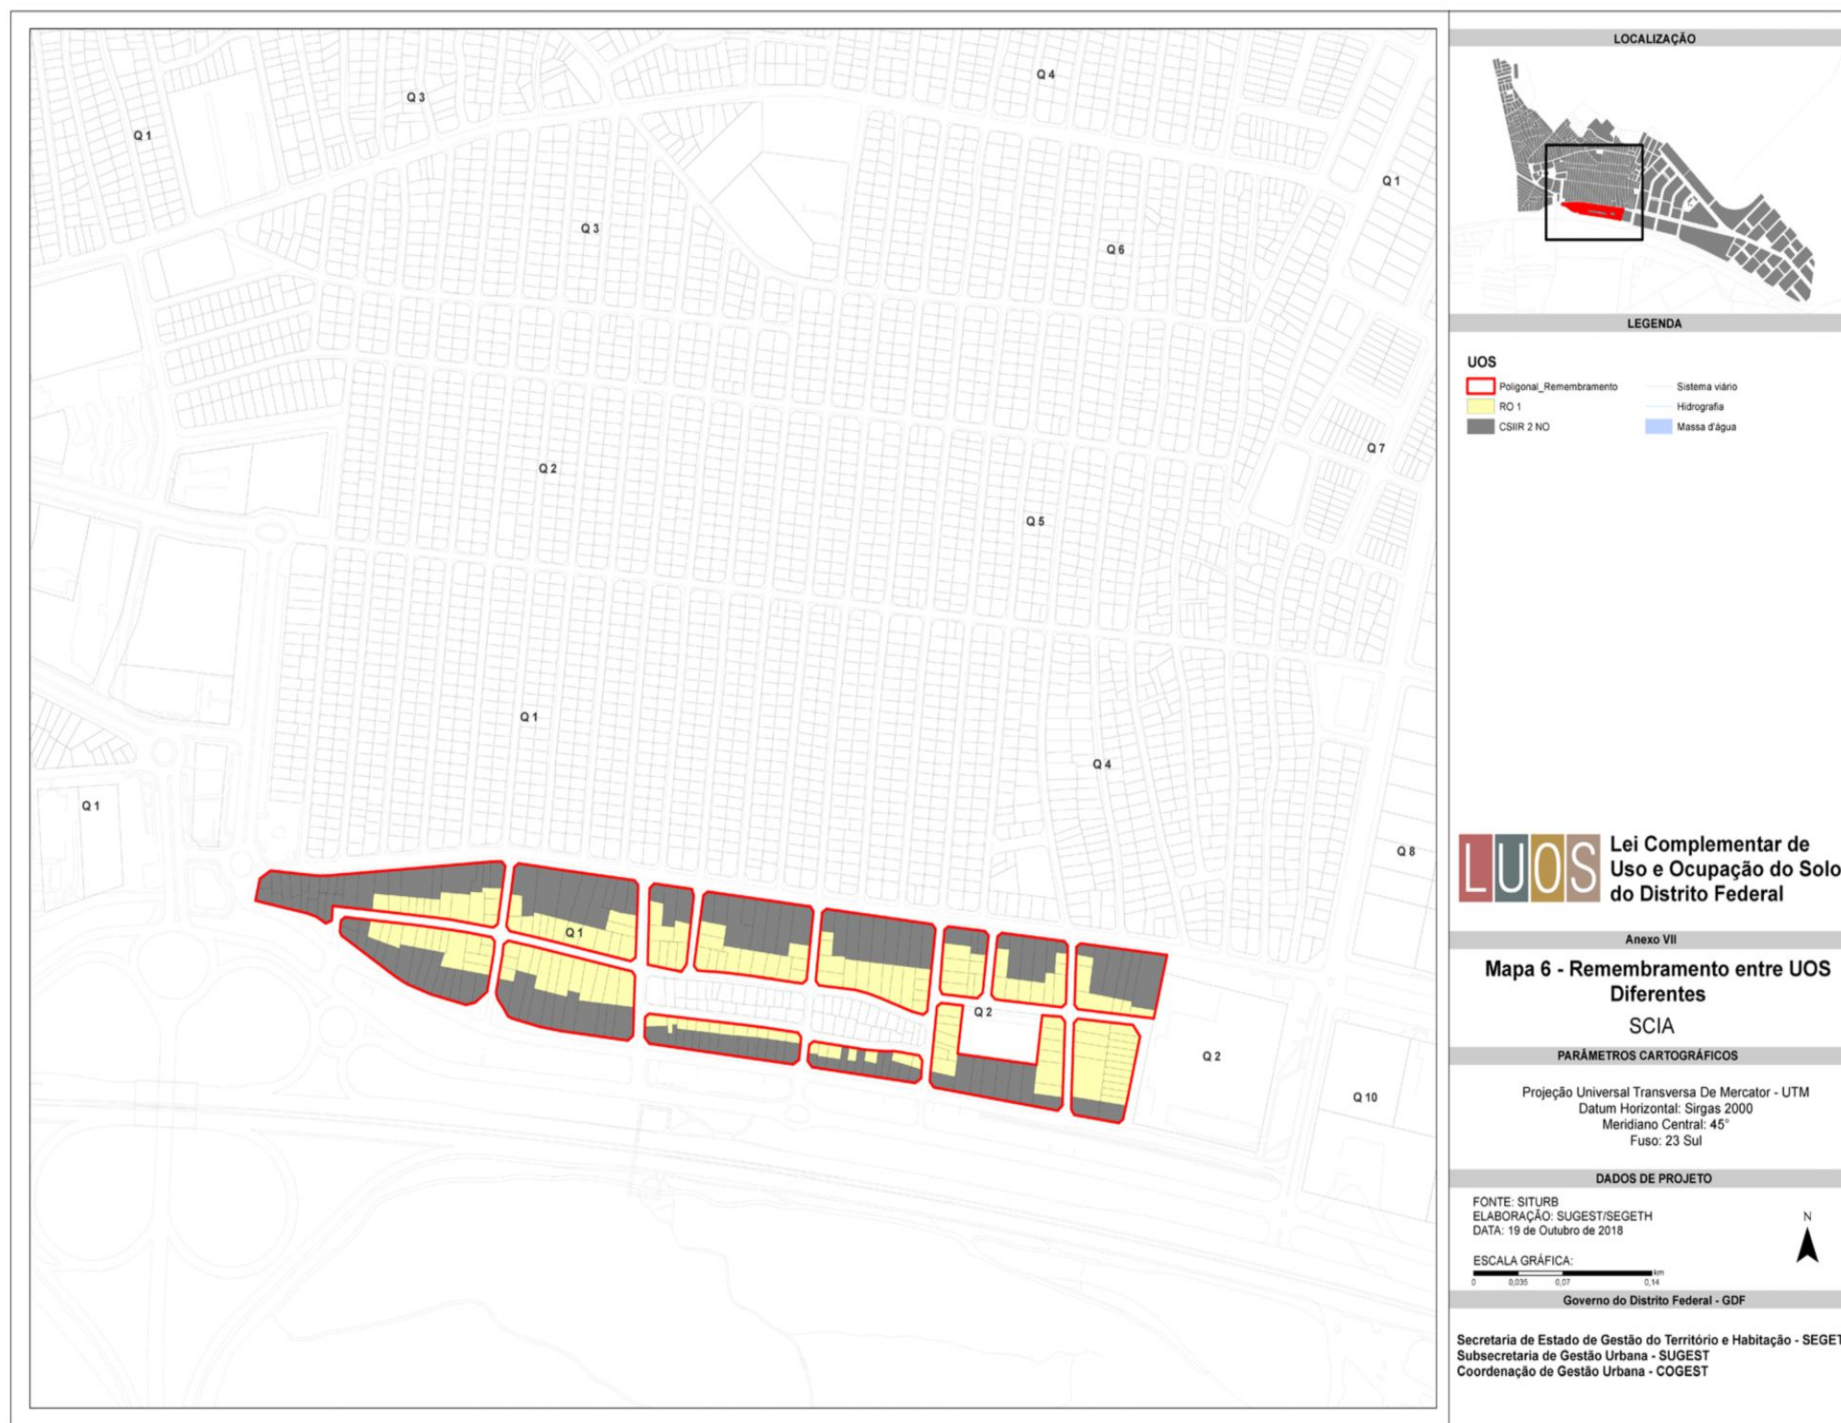 Q 4
Q 3
Q 1
Q 1
Q 3
Q 6
Q 7
Q 2
Q 5
Q 1
Q 4
Q 1
Q 8
Q 1
Q 2
Q 2
Q 10
LOCALIZAÇÃO
LEGENDA
UOS
Poligonal_Remembramento
RO 1
CSIIR 2 NO
Sistema viário
Hidrografia
Massa d'água
LUOS
Lei Complementar de
Uso e Ocupação do Solo
do Distrito Federal
Anexo VII
Mapa 6 - Remembramento entre UOS
Diferentes
SCIA
PARÂMETROS CARTOGRÁFICOS
Projeção Universal Transversa De Mercator - UTM
Datum Horizontal: Sirgas 2000
Meridiano Central: 45°
Fuso: 23 Sul
DADOS DE PROJETO
FONTE: SITURB
ELABORAÇÃO: SUGEST/SEGETH
DATA: 19 de Outubro de 2018
N
ESCALA GRÁFICA:
km
0 0,035 0,07 0,14
Governo do Distrito Federal - GDF
Secretaria de Estado de Gestão do Território e Habitação - SEGET
Subsecretaria de Gestão Urbana - SUGEST
Coordenação de Gestão Urbana - COGEST